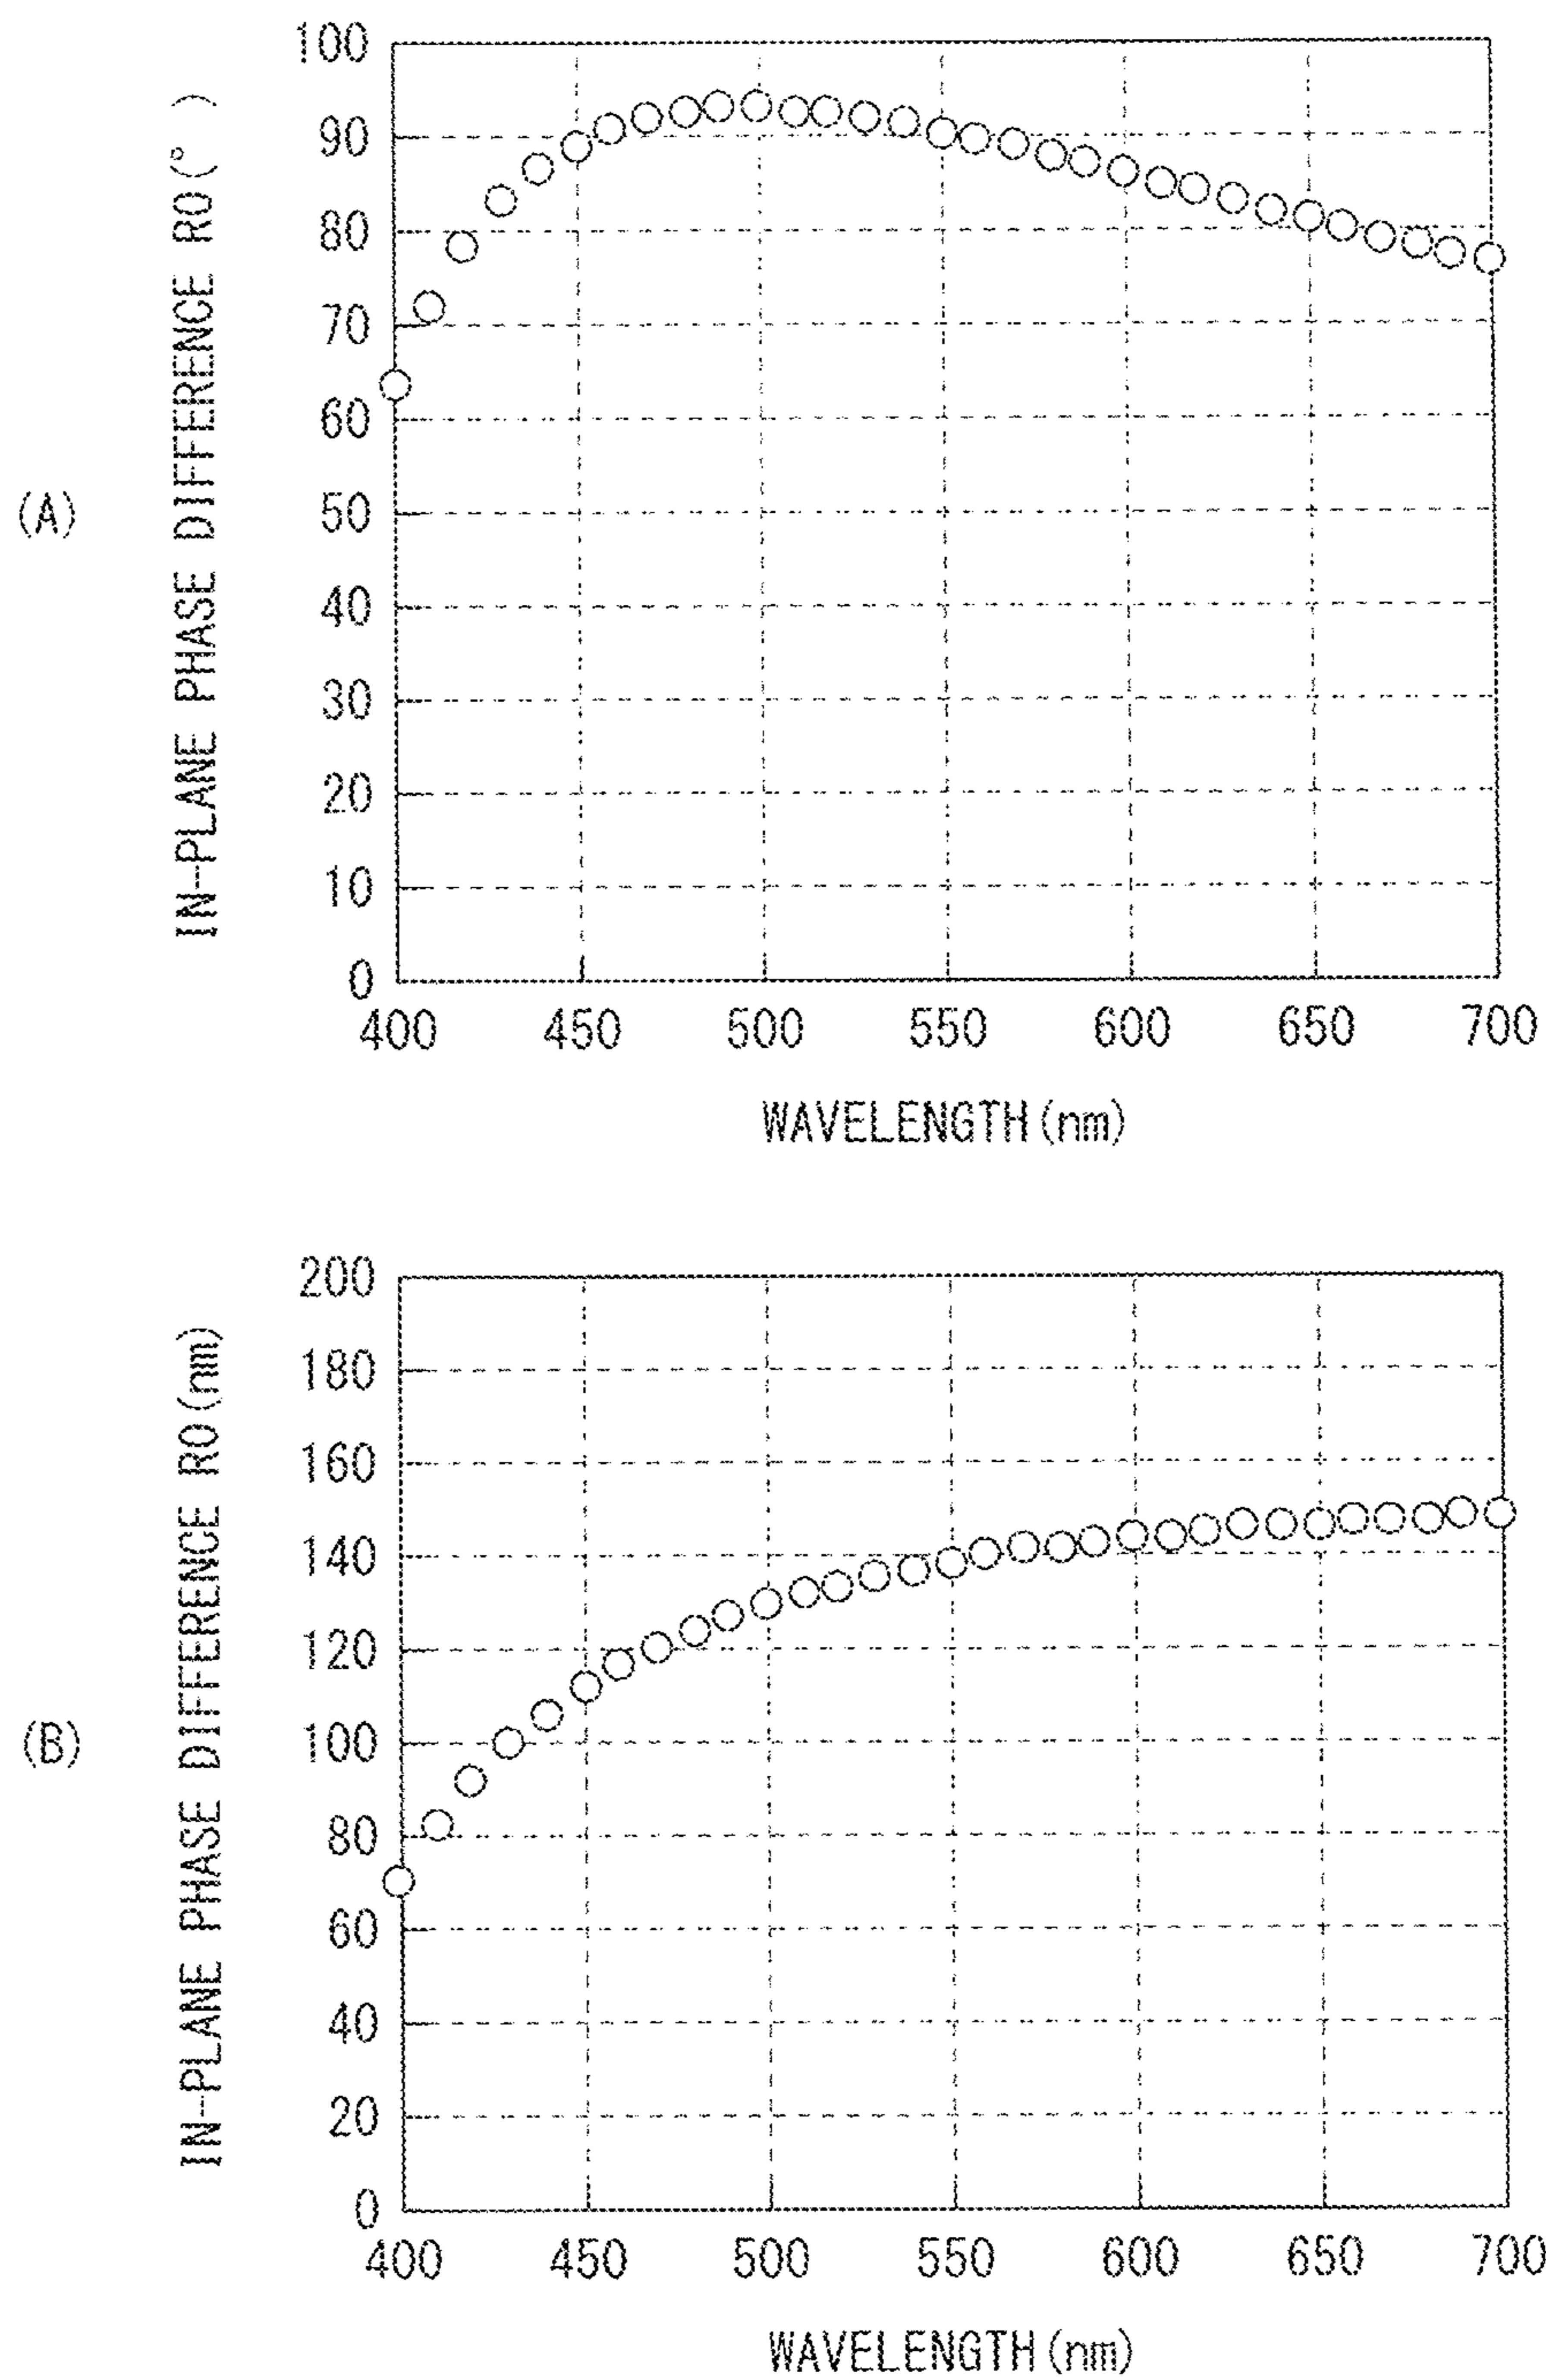 (A)
IN-PLANE PHASE DIFFERENCE R0(°)
100
90
80
70
60
50
40
30
20
10
0
400 450 500 550 600 650 700
WAVELENGTH(nm)
(B)
IN-PLANE PHASE DIFFERENCE R0(nm)
200
180
160
140
120
100
80
60
40
20
0
400 450 500 550 600 650 700
WAVELENGTH(nm)